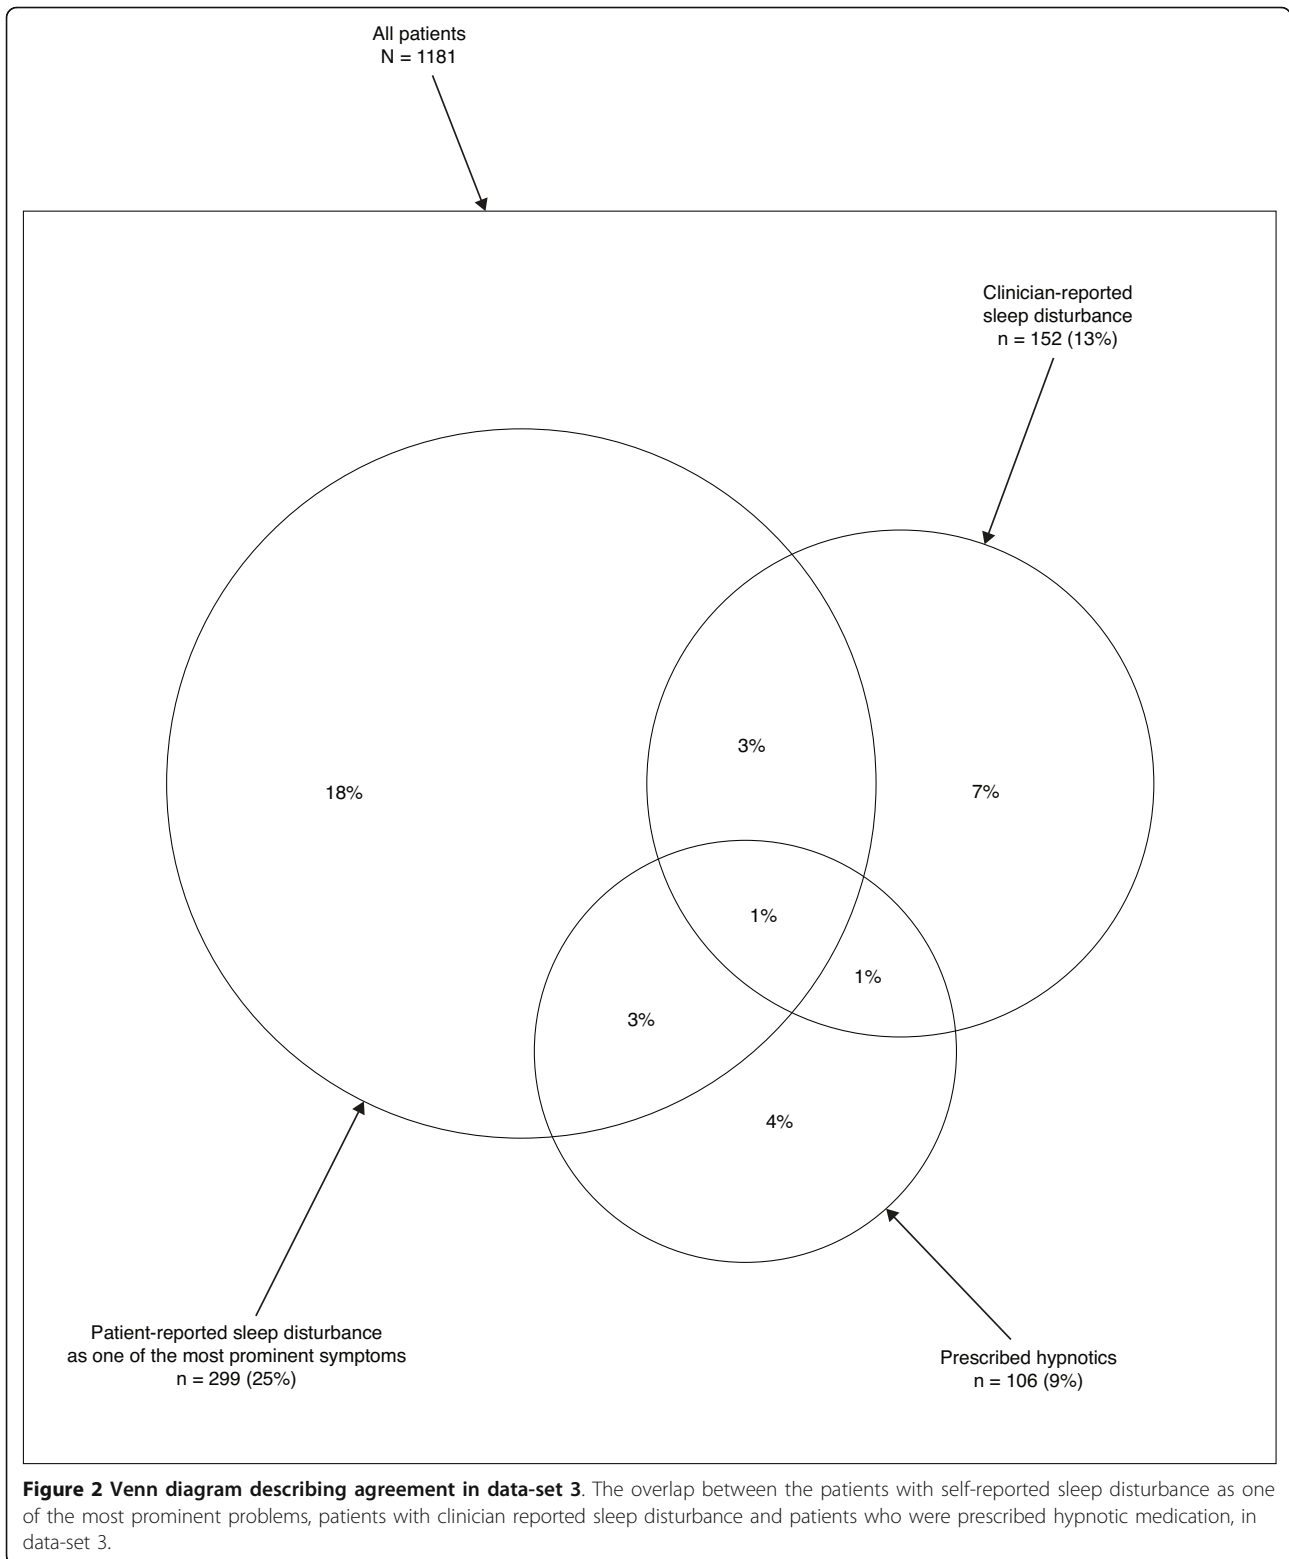 All patients
N = 1181
Clinician-reported
sleep disturbance
n = 152 (13%)
3%
18%
7%
1%
1%
3%
4%
Patient-reported sleep disturbance
as one of the most prominent symptoms
n = 299 (25%)
Prescribed hypnotics
n = 106 (9%)
Figure 2 Venn diagram describing agreement in data-set 3. The overlap between the patients with self-reported sleep disturbance as one
of the most prominent problems, patients with clinician reported sleep disturbance and patients who were prescribed hypnotic medication, in
data-set 3.